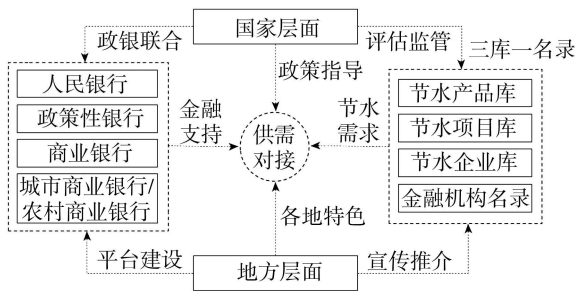 国家层面
政银联合
评估监管
三库一名录
政策指导
人民银行
政策性银行
商业银行
城市商业银行/
农村商业银行
金融
支持
供需
对接
节水
需求
节水产品库
节水项目库
节水企业库
金融机构名录
各地特色
平台建设
地方层面
宣传推介